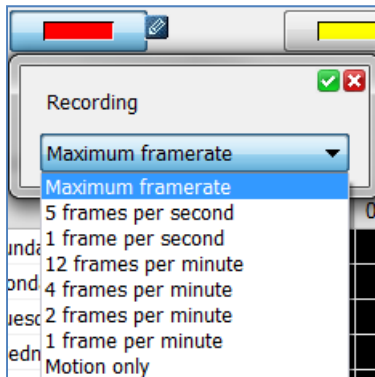 Recording
Maximum framerate
Maximum framerate
5 frames per second
1 frame per second
12 frames per minute
4 frames per minute
2 frames per minute
1 frame per minute
Motion only